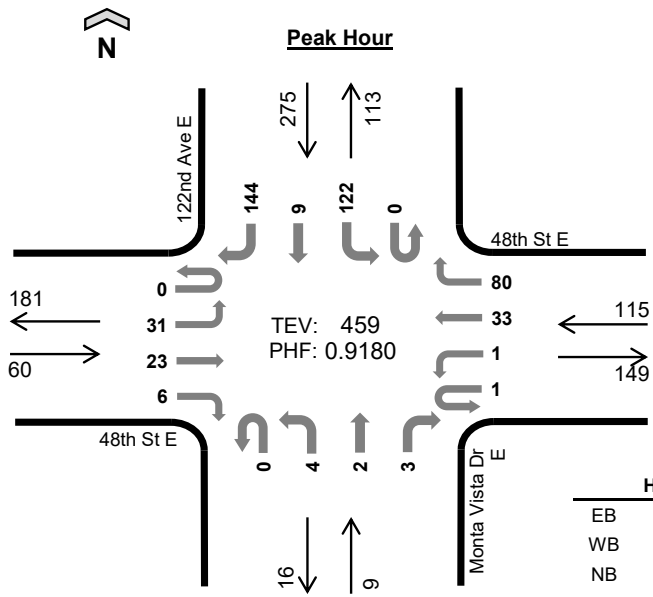 Peak Hour
N
275
113
122nd Ave E
144
9
122
0
48th St E
0
31
23
6
181
60
TEV: 459
PHF: 0.9180
80
33
1
1
115
149
48th St E
0
4
2
3
Monta Vista Dr
E
16
9
H
EB
WB
NB